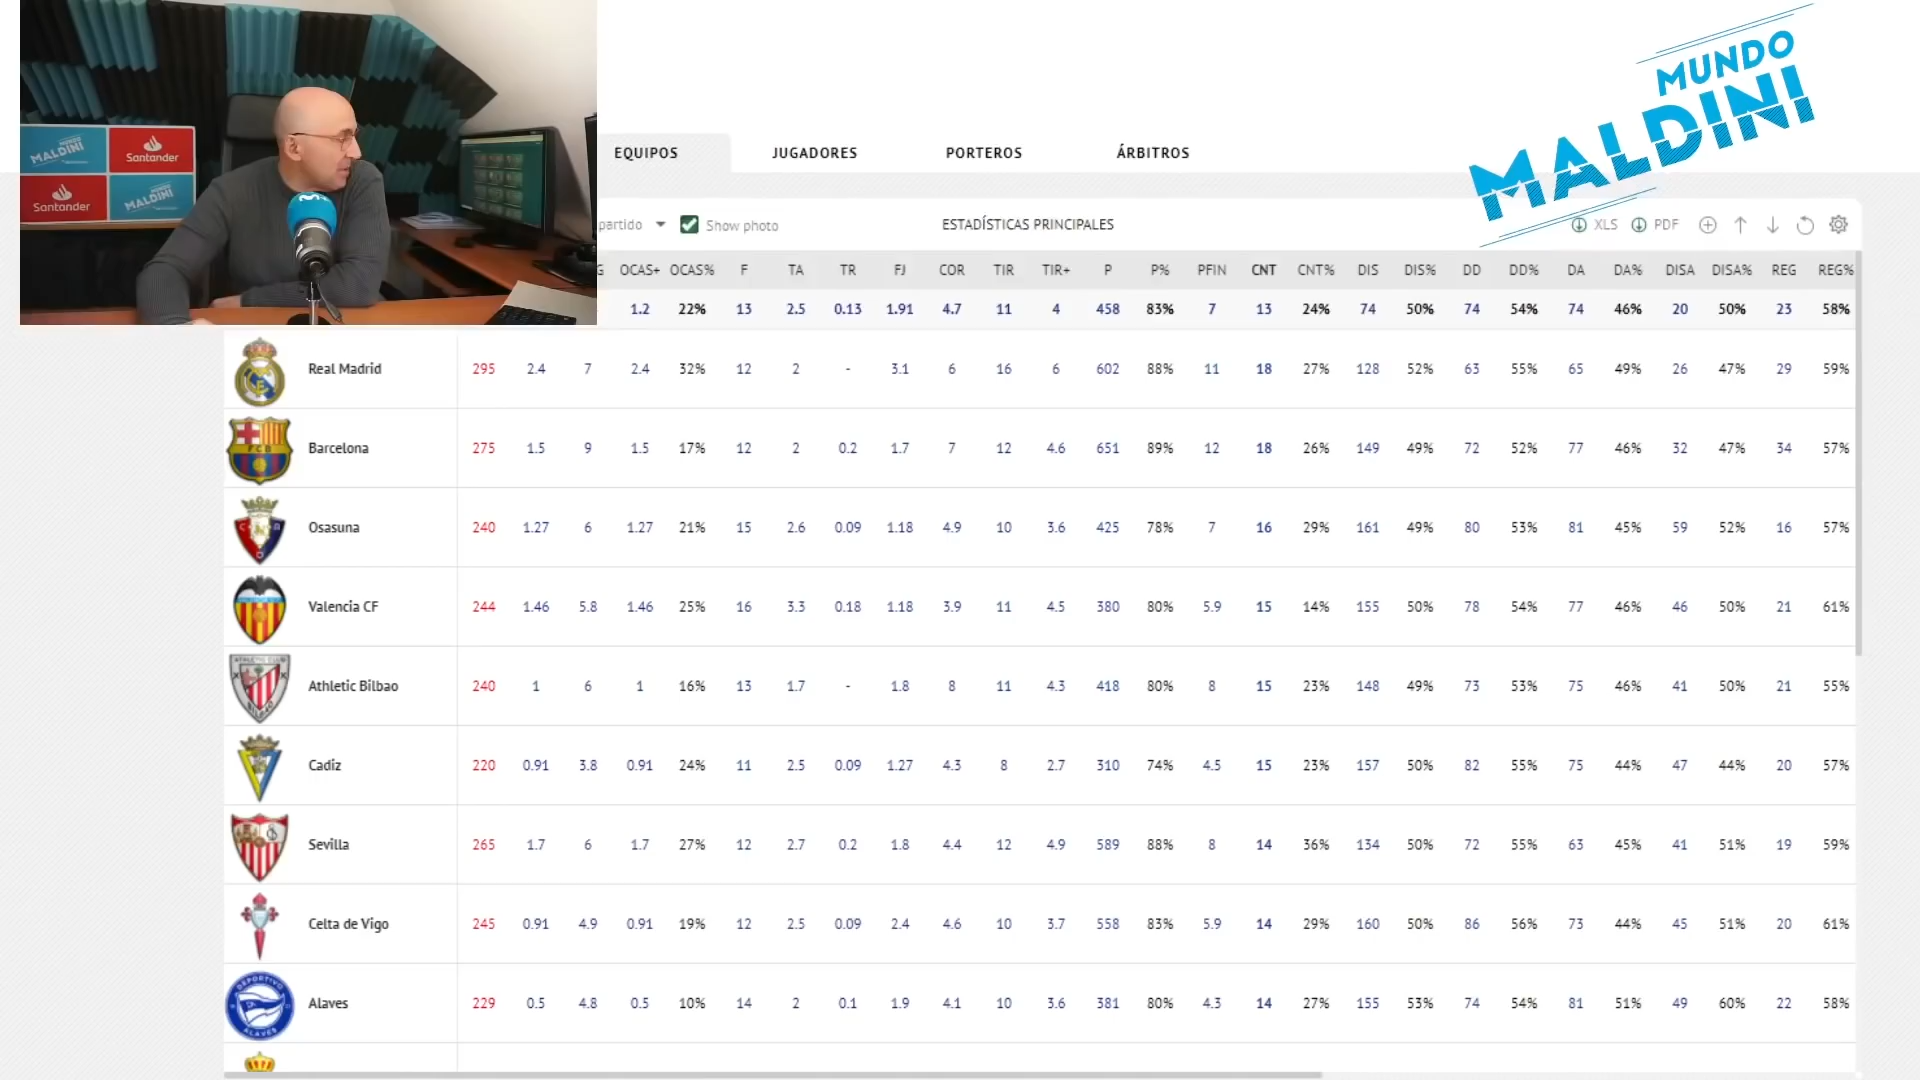 MUNDO
MALDINI
MUNDO
MALDINI
Santander
Santander
MUNDO
MALDINI
EQUIPOS JUGADORES PORTEROS ÁRBITROS
partido Show photo ESTADÍSTICAS PRINCIPALES XLS PDF
G OCAS+ OCAS% F TA TR FJ COR TIR TIR+ P P% PFIN CNT CNT% DIS DIS% DD DD% DA DA% DISA DISA% REG REG%
1.2 22% 13 2.5 0.13 1.91 4.7 11 4 458 83% 7 13 24% 74 50% 74 54% 74 46% 20 50% 23 58%
Real Madrid 295 2.4 7 2.4 32% 12 2 - 3.1 6 16 6 602 88% 11 18 27% 128 52% 63 55% 65 49% 26 47% 29 59%
FCB
Barcelona 275 1.5 9 1.5 17% 12 2 0.2 1.7 7 12 4.6 651 89% 12 18 26% 149 49% 72 52% 77 46% 32 47% 34 57%
Osasuna 240 1.27 6 1.27 21% 15 2.6 0.09 1.18 4.9 10 3.6 425 78% 7 16 29% 161 49% 80 53% 81 45% 59 52% 16 57%
Valencia CF 244 1.46 5.8 1.46 25% 16 3.3 0.18 1.18 3.9 11 4.5 380 80% 5.9 15 14% 155 50% 78 54% 77 46% 46 50% 21 61%
ATHLETIC CLUB
BILBAO
Athletic Bilbao 240 1 6 1 16% 13 1.7 - 1.8 8 11 4.3 418 80% 8 15 23% 148 49% 73 53% 75 46% 41 50% 21 55%
Cadiz 220 0.91 3.8 0.91 24% 11 2.5 0.09 1.27 4.3 8 2.7 310 74% 4.5 15 23% 157 50% 82 55% 75 44% 47 44% 20 57%
Sevilla 265 1.7 6 1.7 27% 12 2.7 0.2 1.8 4.4 12 4.9 589 88% 8 14 36% 134 50% 72 55% 63 45% 41 51% 19 59%
Celta de Vigo 245 0.91 4.9 0.91 19% 12 2.5 0.09 2.4 4.6 10 3.7 558 83% 5.9 14 29% 160 50% 86 56% 73 44% 45 51% 20 61%
DEPORTIVO
ALAVÉS
Alaves 229 0.5 4.8 0.5 10% 14 2 0.1 1.9 4.1 10 3.6 381 80% 4.3 14 27% 155 53% 74 54% 81 51% 49 60% 22 58%